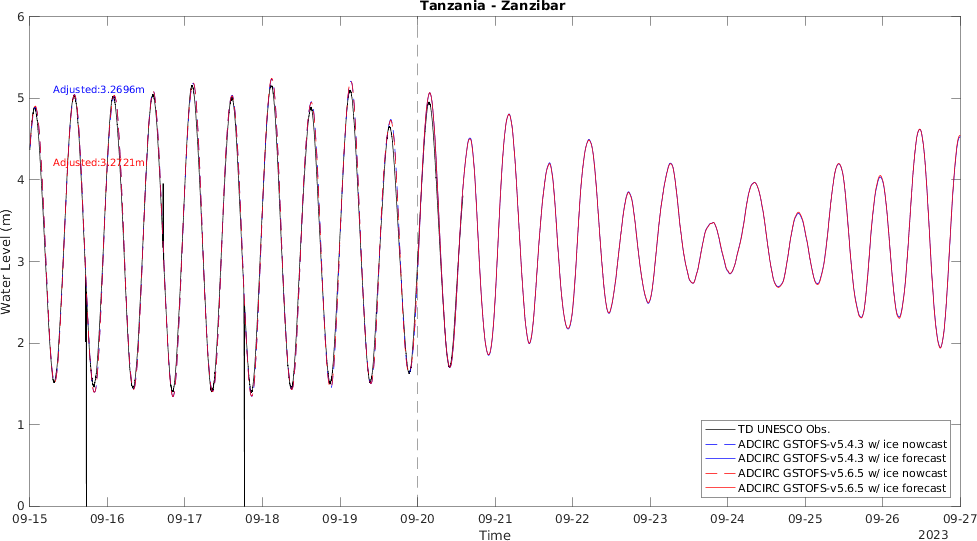 Tanzania - Zanzibar
6
5
4
3
2
1
0
Water Level (m)
Adjusted:3.2696m
Adjusted:3.2721m
TD UNESCO Obs.
ADCIRC GSTOFS-v5.4.3 w/ ice nowcast
ADCIRC GSTOFS-v5.4.3 w/ ice forecast
ADCIRC GSTOFS-v5.6.5 w/ ice nowcast
ADCIRC GSTOFS-v5.6.5 w/ ice forecast
09-15 09-16 09-17 09-18 09-19 09-20 09-21 09-22 09-23 09-24 09-25 09-26 09-27
Time
2023